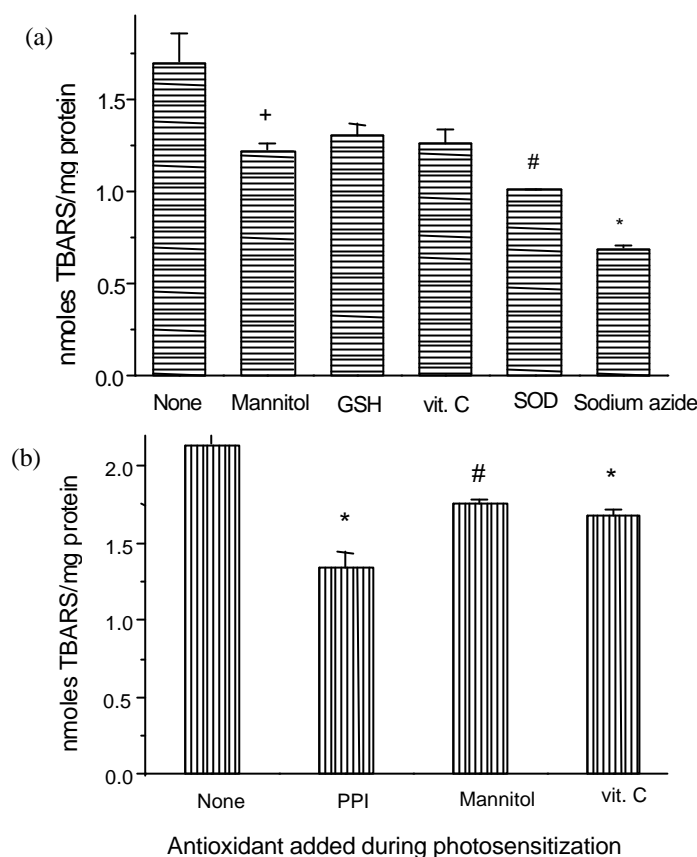 (a)
nmoles TBARS/mg protein
1.5
1.0
0.5
0.0
+
#
*
None Mannitol GSH vit. C SOD Sodium azide
(b)
nmoles TBARS/mg protein
2.0
1.5
1.0
0.5
0.0
*
#
*
None PPI Mannitol vit. C
Antioxidant added during photosensitization